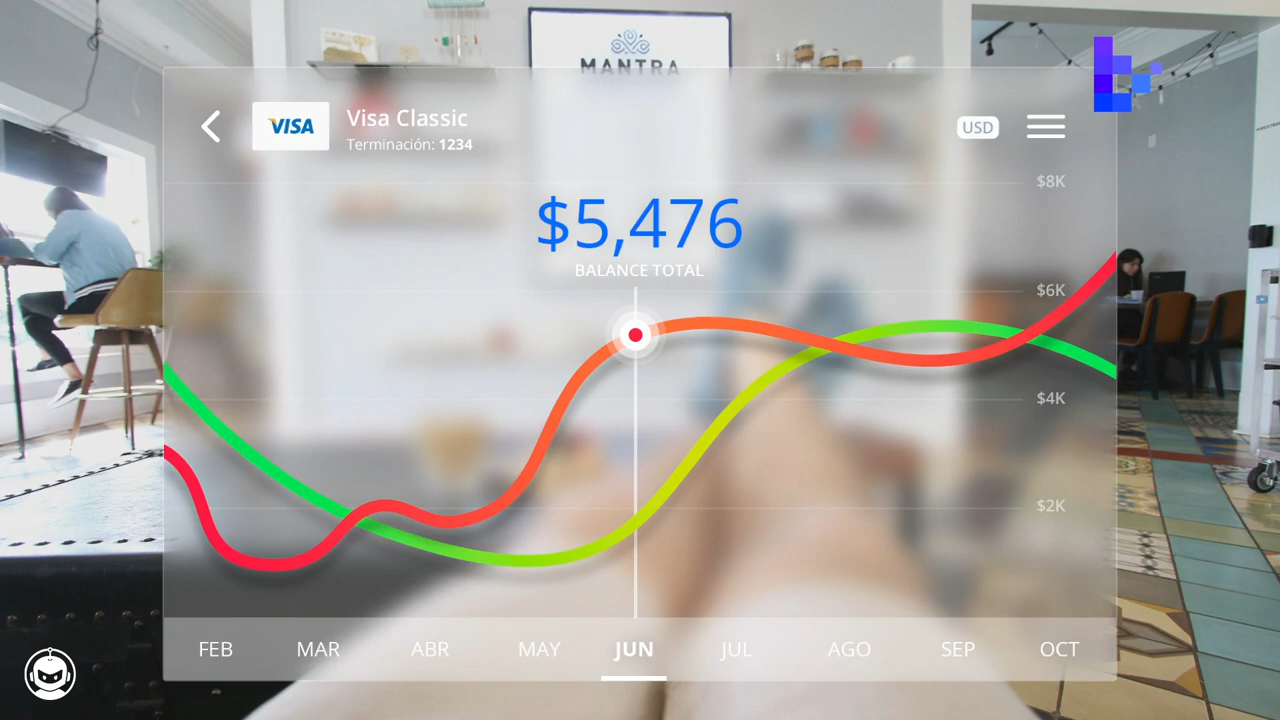 MANTRA
VISA
Visa Classic
Terminación: 1234
USD
$8K
$5,476
BALANCE TOTAL
$6K
$4K
$2K
FEB MAR ABR MAY JUN JUL AGO SEP OCT